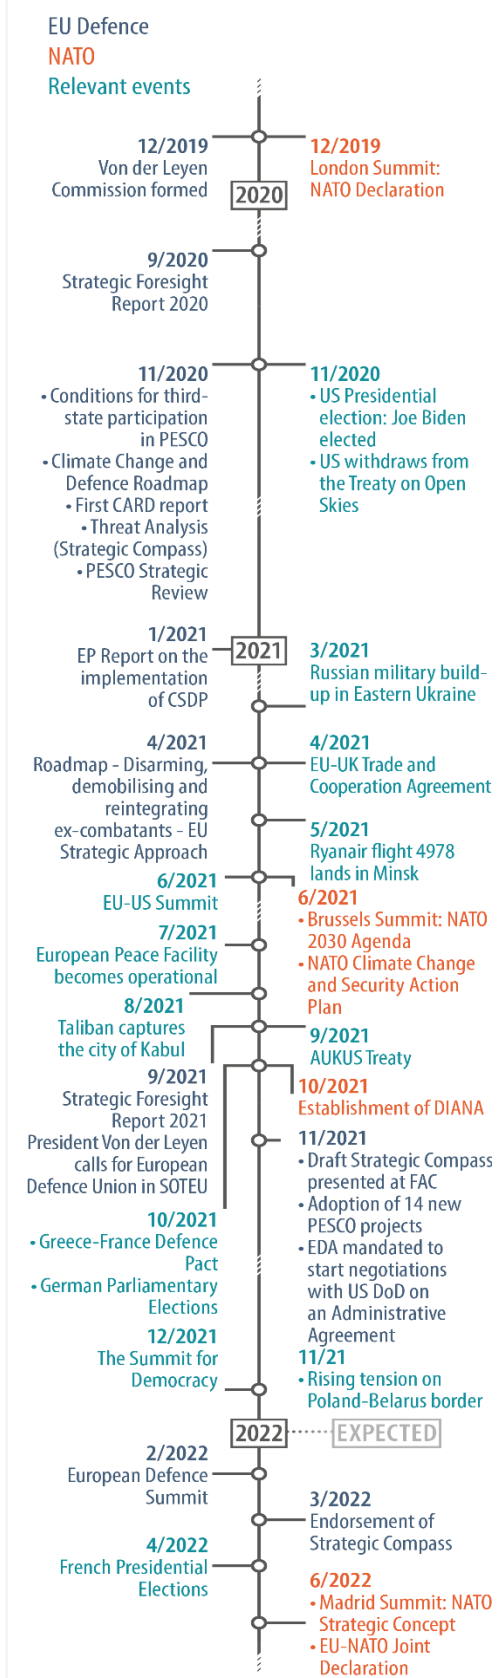 EU Defence
NATO
Relevant events
12/2019
Von der Leyen
Commission formed
12/2019
London Summit:
NATO Declaration
2020
9/2020
Strategic Foresight
Report 2020
11/2020
• Conditions for third-
state participation
in PESCO
• Climate Change and
Defence Roadmap
• First CARD report
• Threat Analysis
(Strategic Compass)
• PESCO Strategic
Review
11/2020
• US Presidential
election: Joe Biden
elected
• US withdraws from
the Treaty on Open
Skies
1/2021
EP Report on the
implementation
of CSDP
2021
3/2021
Russian military build-
up in Eastern Ukraine
4/2021
Roadmap - Disarming,
demobilising and
reintegrating
ex-combatants - EU
Strategic Approach
4/2021
EU-UK Trade and
Cooperation Agreement
5/2021
Ryanair flight 4978
lands in Minsk
6/2021
EU-US Summit
6/2021
• Brussels Summit: NATO
2030 Agenda
• NATO Climate Change
and Security Action
Plan
7/2021
European Peace Facility
becomes operational
8/2021
Taliban captures
the city of Kabul
9/2021
AUKUS Treaty
9/2021
Strategic Foresight
Report 2021
President Von der Leyen
calls for European
Defence Union in SOTEU
10/2021
Establishment of DIANA
10/2021
• Greece-France Defence
Pact
• German Parliamentary
Elections
11/2021
• Draft Strategic Compass
presented at FAC
• Adoption of 14 new
PESCO projects
• EDA mandated to
start negotiations
with US DoD on
an Administrative
Agreement
11/21
• Rising tension on
Poland-Belarus border
12/2021
The Summit for
Democracy
2022
EXPECTED
2/2022
European Defence
Summit
3/2022
Endorsement of
Strategic Compass
4/2022
French Presidential
Elections
6/2022
• Madrid Summit: NATO
Strategic Concept
• EU-NATO Joint
Declaration